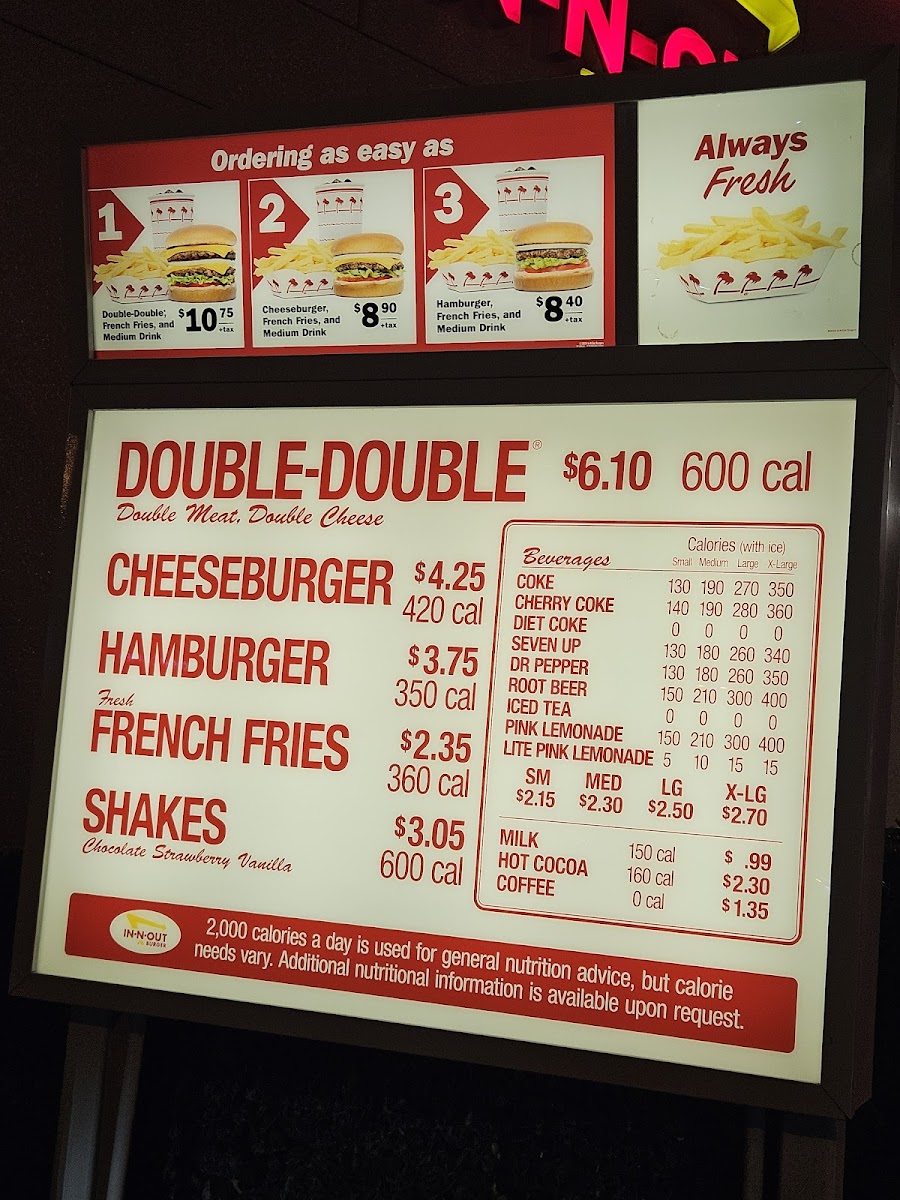 N-N-O
Ordering as easy as
1
Double-Double®,
French Fries, and
Medium Drink
$10 75
+tax
2
Cheeseburger,
French Fries, and
Medium Drink
$8 90
+tax
3
Hamburger,
French Fries, and
Medium Drink
$8 40
+tax
Always
Fresh
DOUBLE-DOUBLE® $6.10 600 cal
Double Meat, Double Cheese
CHEESEBURGER $4.25
420 cal
HAMBURGER $3.75
350 cal
Fresh
FRENCH FRIES $2.35
360 cal
SHAKES $3.05
Chocolate Strawberry Vanilla 600 cal
Beverages Calories (with ice)
Small Medium Large X-Large
COKE 130 190 270 350
CHERRY COKE 140 190 280 360
DIET COKE 0 0 0 0
SEVEN UP 130 180 260 340
DR PEPPER 130 180 260 350
ROOT BEER 150 210 300 400
ICED TEA 0 0 0 0
PINK LEMONADE 150 210 300 400
LITE PINK LEMONADE 5 10 15 15
SM MED LG X-LG
$2.15 $2.30 $2.50 $2.70
MILK 150 cal $ .99
HOT COCOA 160 cal $2.30
COFFEE 0 cal $1.35
IN-N-OUT
BURGER
2,000 calories a day is used for general nutrition advice, but calorie
needs vary. Additional nutritional information is available upon request.